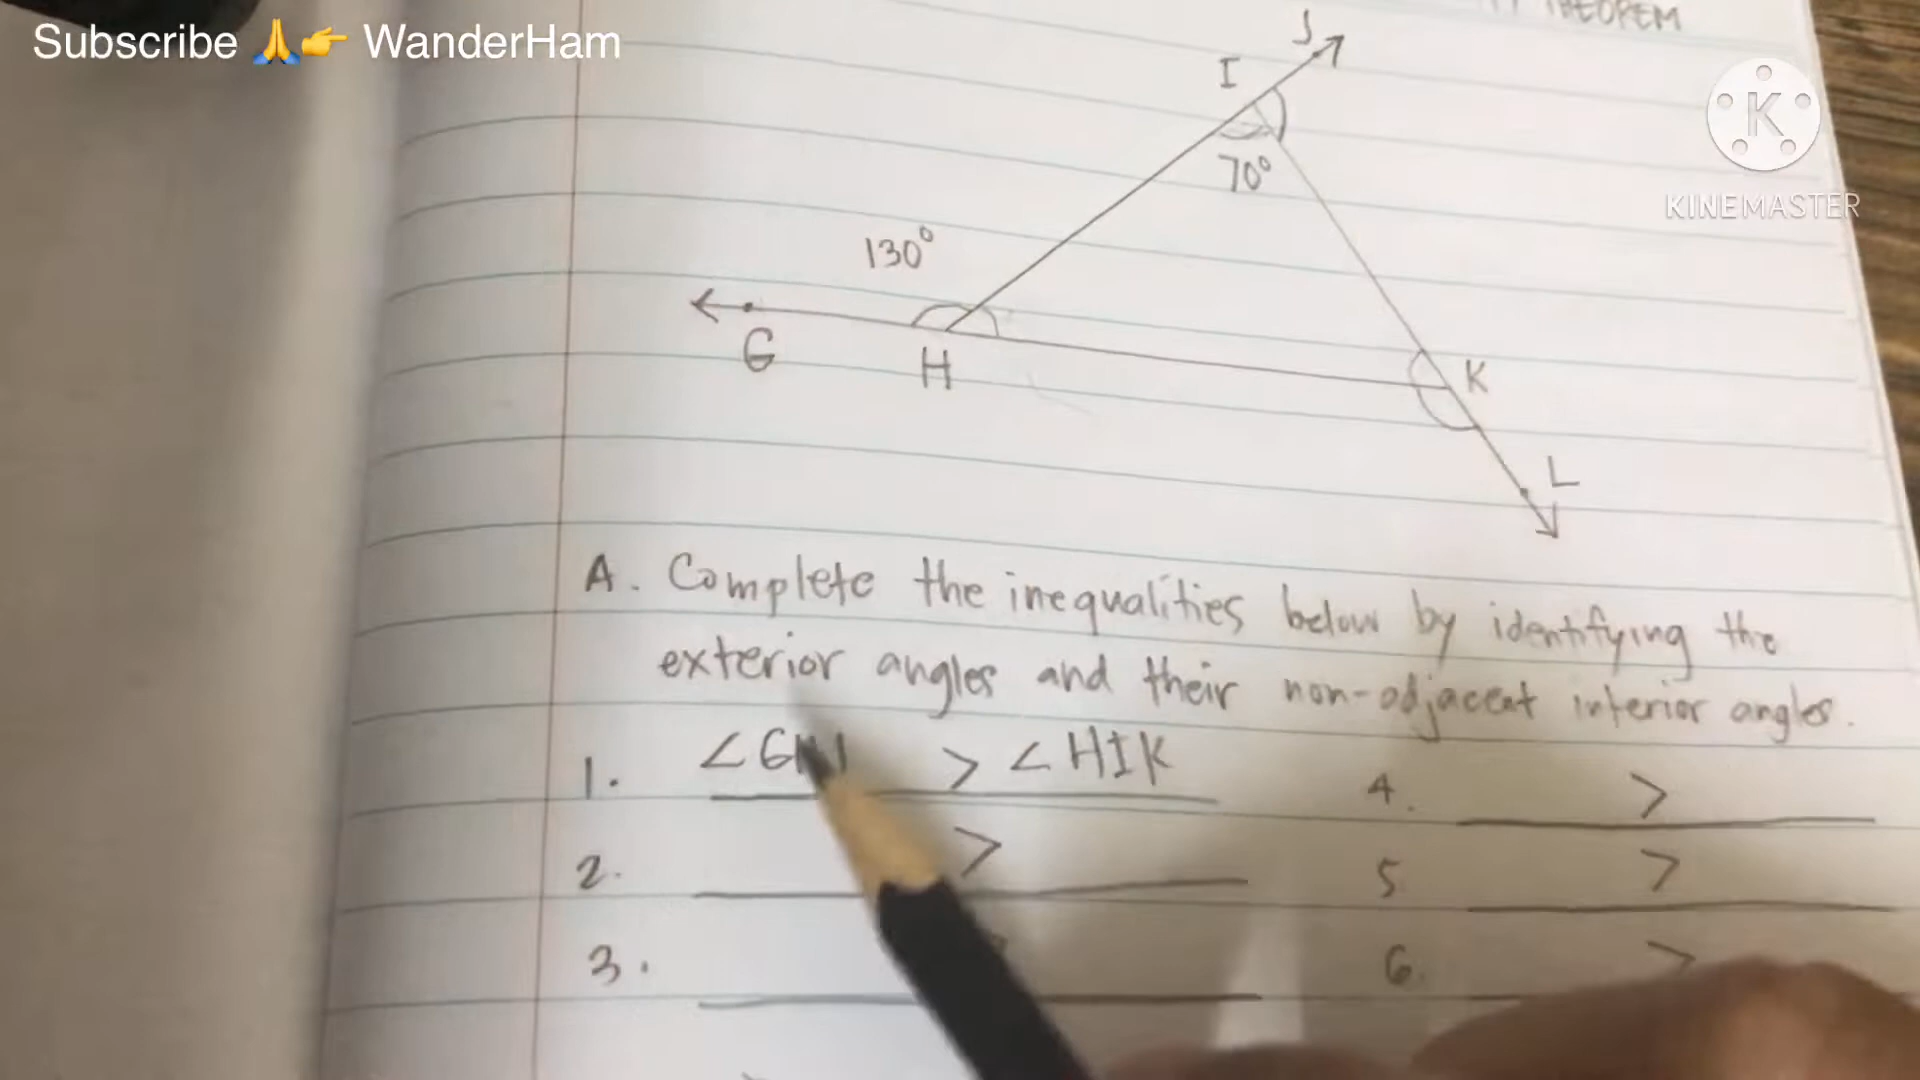 Subscribe 🙏👉 WanderHam
THEOREM
J
I
K
KINEMASTER
70°
130°
G
H
K
L
A. Complete the inequalities below by identifying the
exterior angles and their non-adjacent interior angles.
1. > ∠HIK
4. >
2. >
5 >
3.
6. >